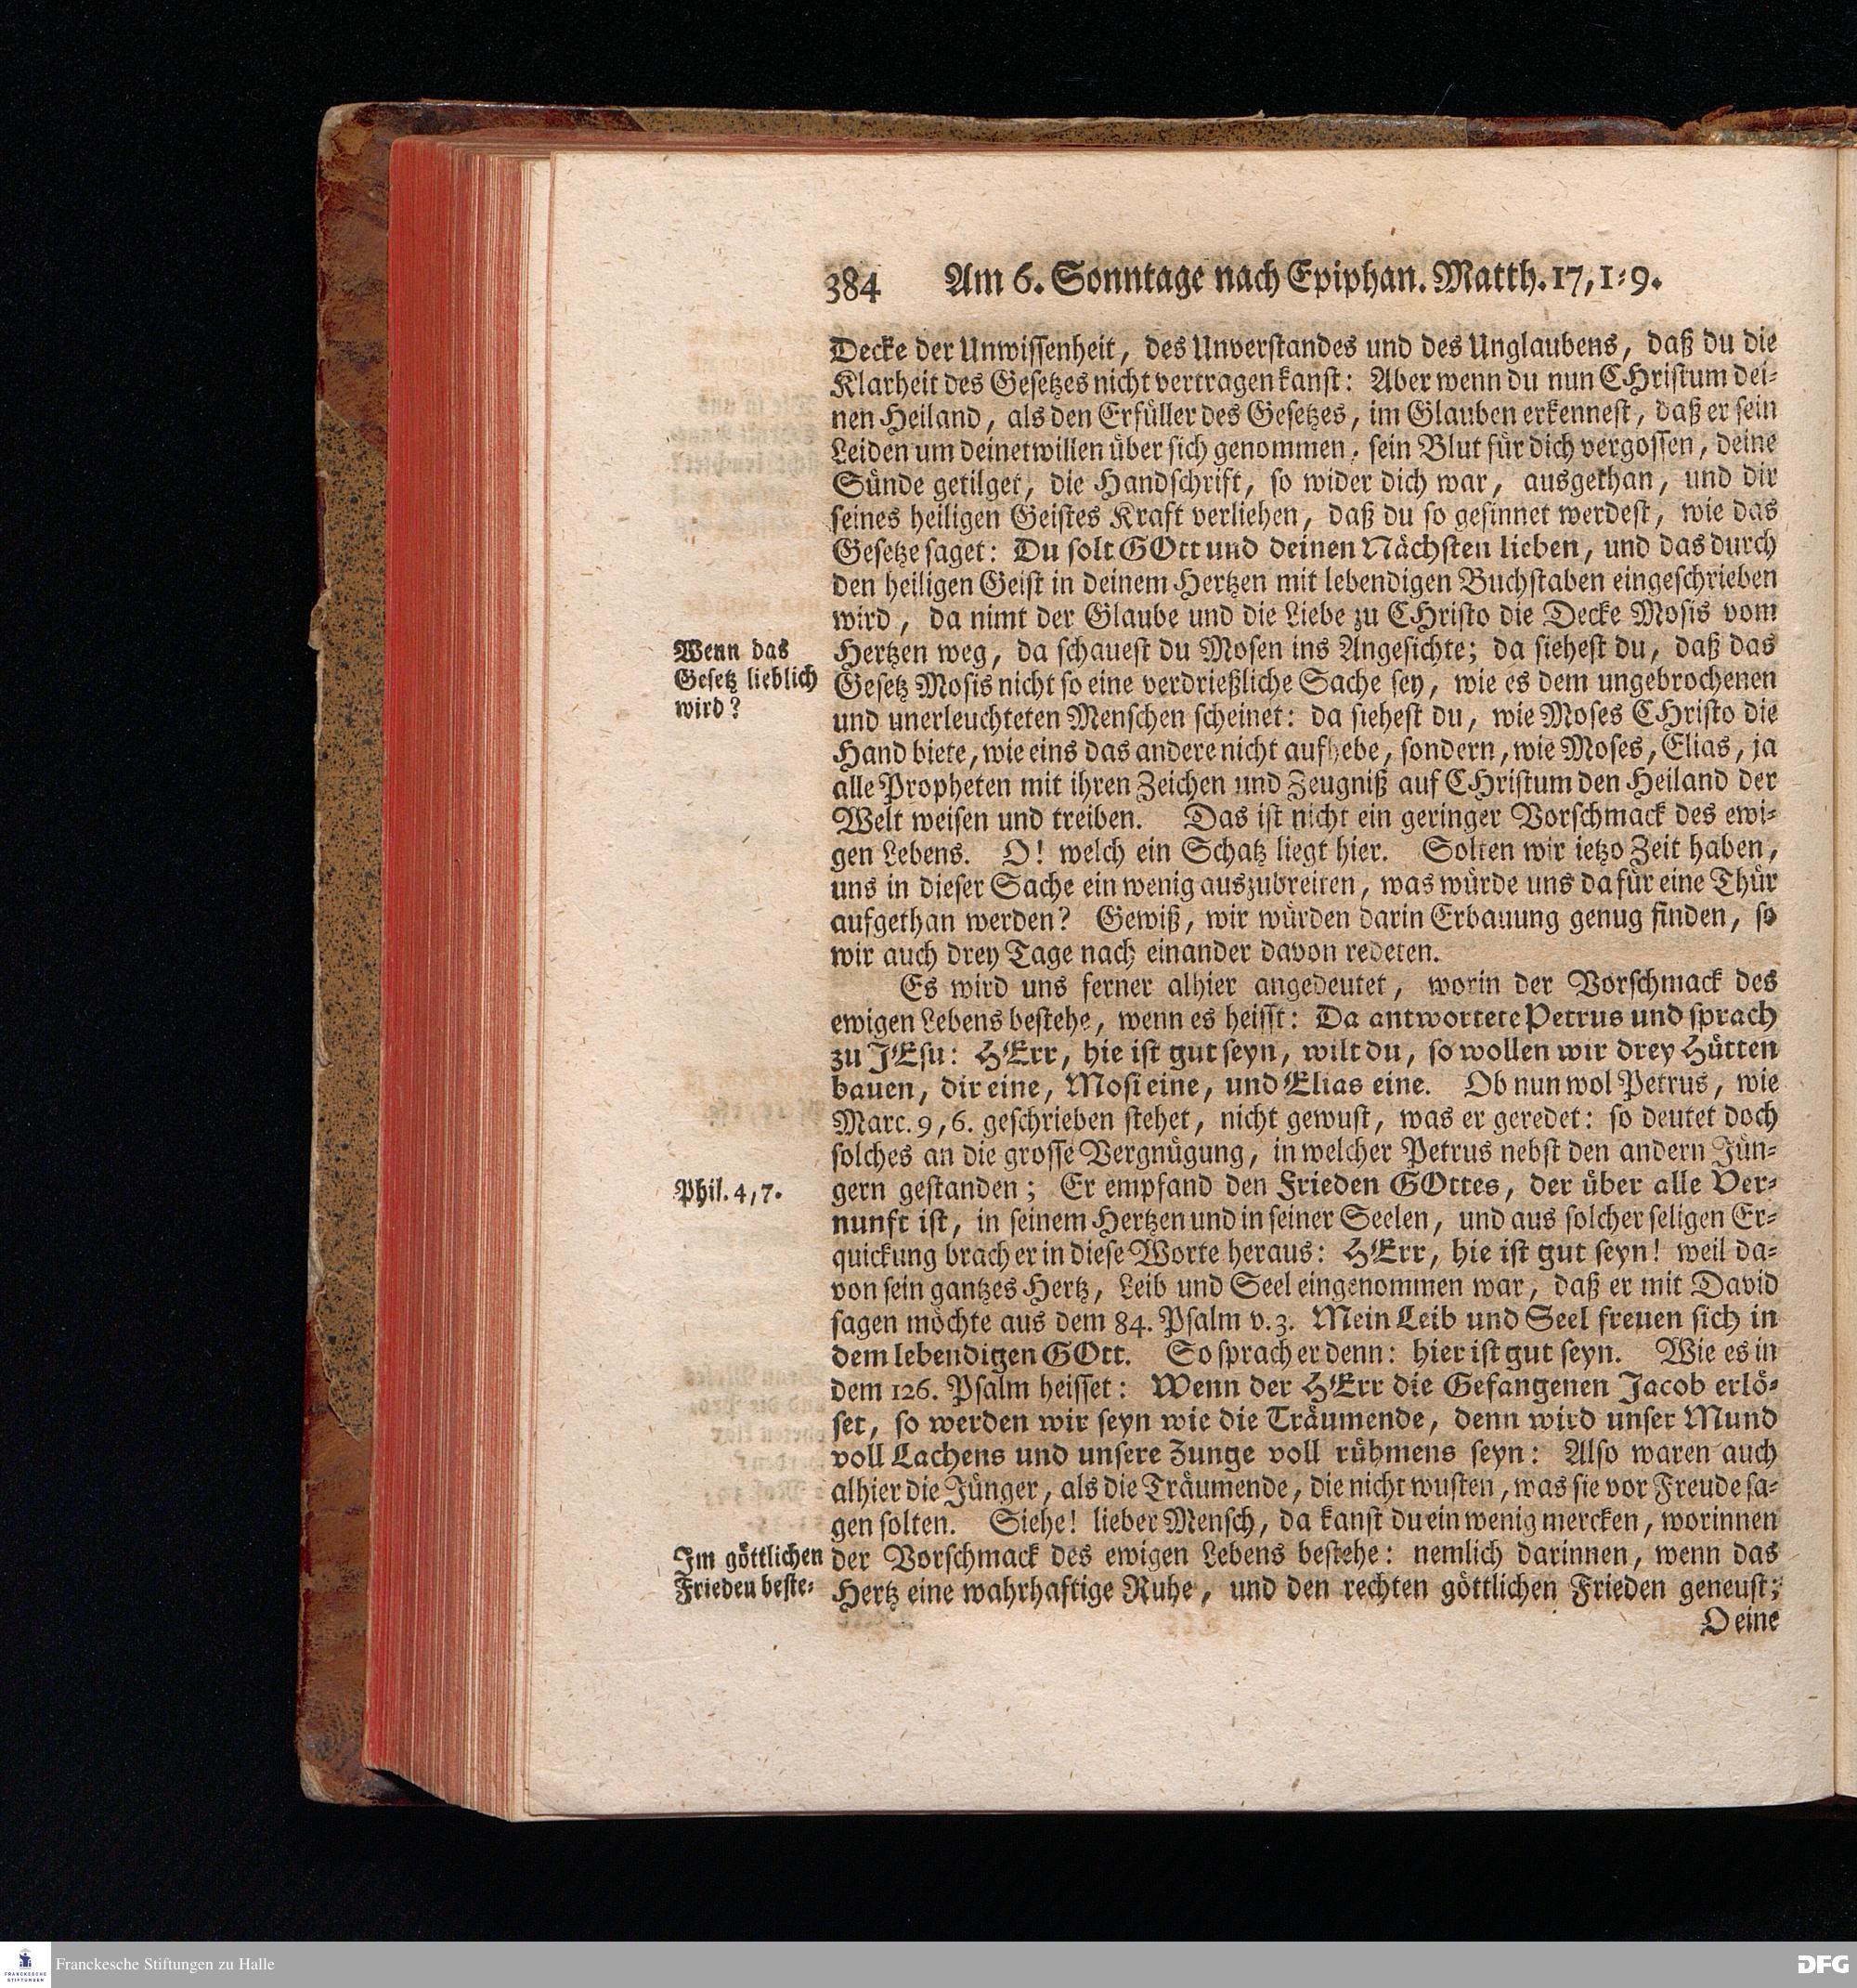 384 Am 6. Sonntage nach Epiphan. Matth. 17, 1-9.
Decke der Unwissenheit, des Unverstandes und des Unglaubens, daß du die
Klarheit des Gesetzes nicht vertragen kanst: Aber wenn du nun CHristum dei-
nen Heiland, als den Erfüller des Gesetzes, im Glauben erkennest, daß er sein
Leiden um deinetwillen über sich genommen, sein Blut für dich vergossen, deine
Sünde getilget, die Handschrift, so wider dich war, ausgethan, und dir
seines heiligen Geistes Kraft verliehen, daß du so gesinnet werdest, wie das
Gesetze saget: Du solt GOtt und deinen Nächsten lieben, und das durch
den heiligen Geist in deinem Hertzen mit lebendigen Buchstaben eingeschrieben
wird, da nimt der Glaube und die Liebe zu CHristo die Decke Mosis vom
Wenn das
Gesetz lieblich
wird?
Hertzen weg, da schauest du Mosen ins Angesichte; da siehest du, daß das
Gesetz Mosis nicht so eine verdrießliche Sache sey, wie es dem ungebrochenen
und unerleuchteten Menschen scheinet: da siehest du, wie Moses CHristo die
Hand biete, wie eins das andere nicht aufhebe, sondern, wie Moses, Elias, ja
alle Propheten mit ihren Zeichen und Zeugniß auf CHristum den Heiland der
Welt weisen und treiben. Das ist nicht ein geringer Vorschmack des ewi-
gen Lebens. O! welch ein Schatz liegt hier. Solten wir ietzo Zeit haben,
uns in dieser Sache ein wenig auszubreiten, was würde uns da für eine Thür
aufgethan werden? Gewiß, wir würden darin Erbauung genug finden, so
wir auch drey Tage nach einander davon redeten.
Es wird uns ferner alhier angedeutet, worin der Vorschmack des
ewigen Lebens bestehe, wenn es heisst: Da antwortete Petrus und sprach
zu JEsu: HErr, hie ist gut seyn, wilt du, so wollen wir drey Hütten
bauen, dir eine, Mosi eine, und Elias eine. Ob nun wol Petrus, wie
Marc. 9, 6. geschrieben stehet, nicht gewust, was er geredet: so deutet doch
solches an die grosse Vergnügung, in welcher Petrus nebst den andern Jün-
Phil. 4, 7.
gern gestanden; Er empfand den Frieden GOttes, der über alle Ver-
nunft ist, in seinem Hertzen und in seiner Seelen, und aus solcher seligen Er-
quickung brach er in diese Worte heraus: HErr, hie ist gut seyn! weil da-
von sein gantzes Hertz, Leib und Seel eingenommen war, daß er mit David
sagen möchte aus dem 84. Psalm v. 3. Mein Leib und Seel freuen sich in
dem lebendigen GOtt. So sprach er denn: hier ist gut seyn. Wie es in
dem 126. Psalm heisset: Wenn der HErr die Gefangenen Jacob erlö-
set, so werden wir seyn wie die Träumende, denn wird unser Mund
voll Lachens und unsere Zunge voll rühmens seyn: Also waren auch
alhier die Jünger, als die Träumende, die nicht wusten, was sie vor Freude sa-
gen solten. Siehe! lieber Mensch, da kanst du ein wenig mercken, worinnen
Im göttlichen
Frieden beste-
der Vorschmack des ewigen Lebens bestehe: nemlich darinnen, wenn das
Hertz eine wahrhaftige Ruhe, und den rechten göttlichen Frieden geneust;
O eine
Franckesche Stiftungen zu Halle
FRANCKESCHE
STIFTUNGEN
DFG